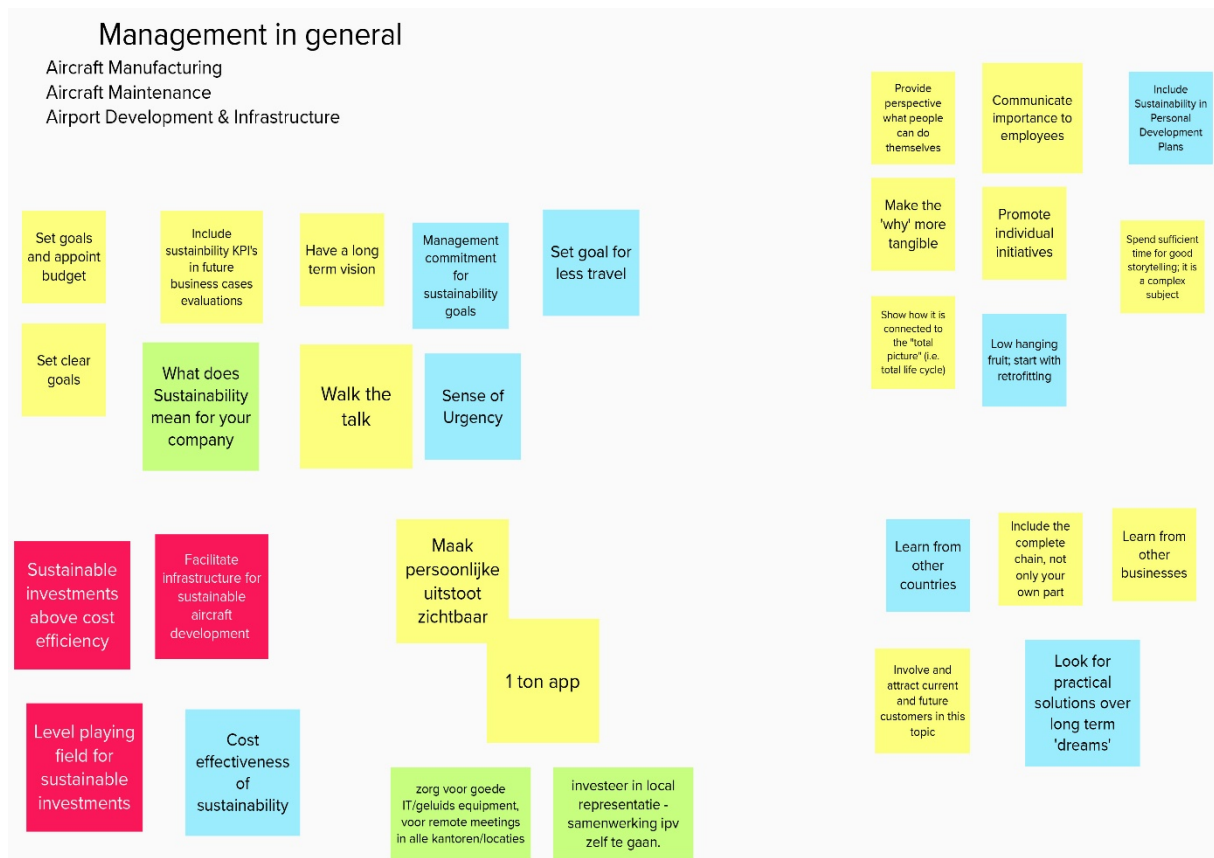 Management in general
Aircraft Manufacturing
Aircraft Maintenance
Airport Development & Infrastructure
Set goals
and appoint
budget
Include
sustainbility KPI's
in future
business cases
evaluations
Have a long
term vision
Management
commitment
for
sustainability
goals
Set goal for
less travel
Set clear
goals
What does
Sustainability
mean for your
company
Walk the
talk
Sense of
Urgency
Provide
perspective
what people
can do
themselves
Communicate
importance to
employees
Include
Sustainability in
Personal
Development
Plans
Make the
'why' more
tangible
Promote
individual
initiatives
Spend sufficient
time for good
storytelling; it is
a complex
subject
Show how it is
connected to
the "total
picture" (i.e.
total life cycle)
Low hanging
fruit; start with
retrofitting
Sustainable
investments
above cost
efficiency
Facilitate
infrastructure for
sustainable
aircraft
development
Level playing
field for
sustainable
investments
Cost
effectiveness
of
sustainability
Maak
persoonlijke
uitstoot
zichtbaar
1 ton app
zorg voor goede
IT/geluids equipment,
voor remote meetings
in alle kantoren/locaties
investeer in local
representatie -
samenwerking ipv
zelf te gaan.
Learn from
other
countries
Include the
complete
chain, not
only your
own part
Learn from
other
businesses
Involve and
attract current
and future
customers in this
topic
Look for
practical
solutions over
long term
'dreams'